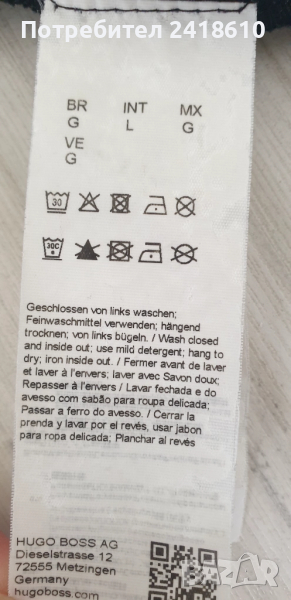 Потребител 2418610
BR INT MX
G L G
VE
G
30
30C
Geschlossen von links waschen;
Feinwaschmittel verwenden; hängend
trocknen; von links bügeln. / Wash closed
and inside out; use mild detergent; hang to
dry; iron inside out. / Fermer avant de laver
et laver à l'envers; laver avec Savon doux;
Repasser à l'envers / Lavar fechada e do
avesso com sabão para roupa delicada;
Passar a ferro do avesso. / Cerrar la
prenda y lavar por el revés, usar jabon
para ropa delicada; Planchar al revés
HUGO BOSS AG
Dieselstrasse 12
72555 Metzingen
Germany
hugoboss.com
bazar